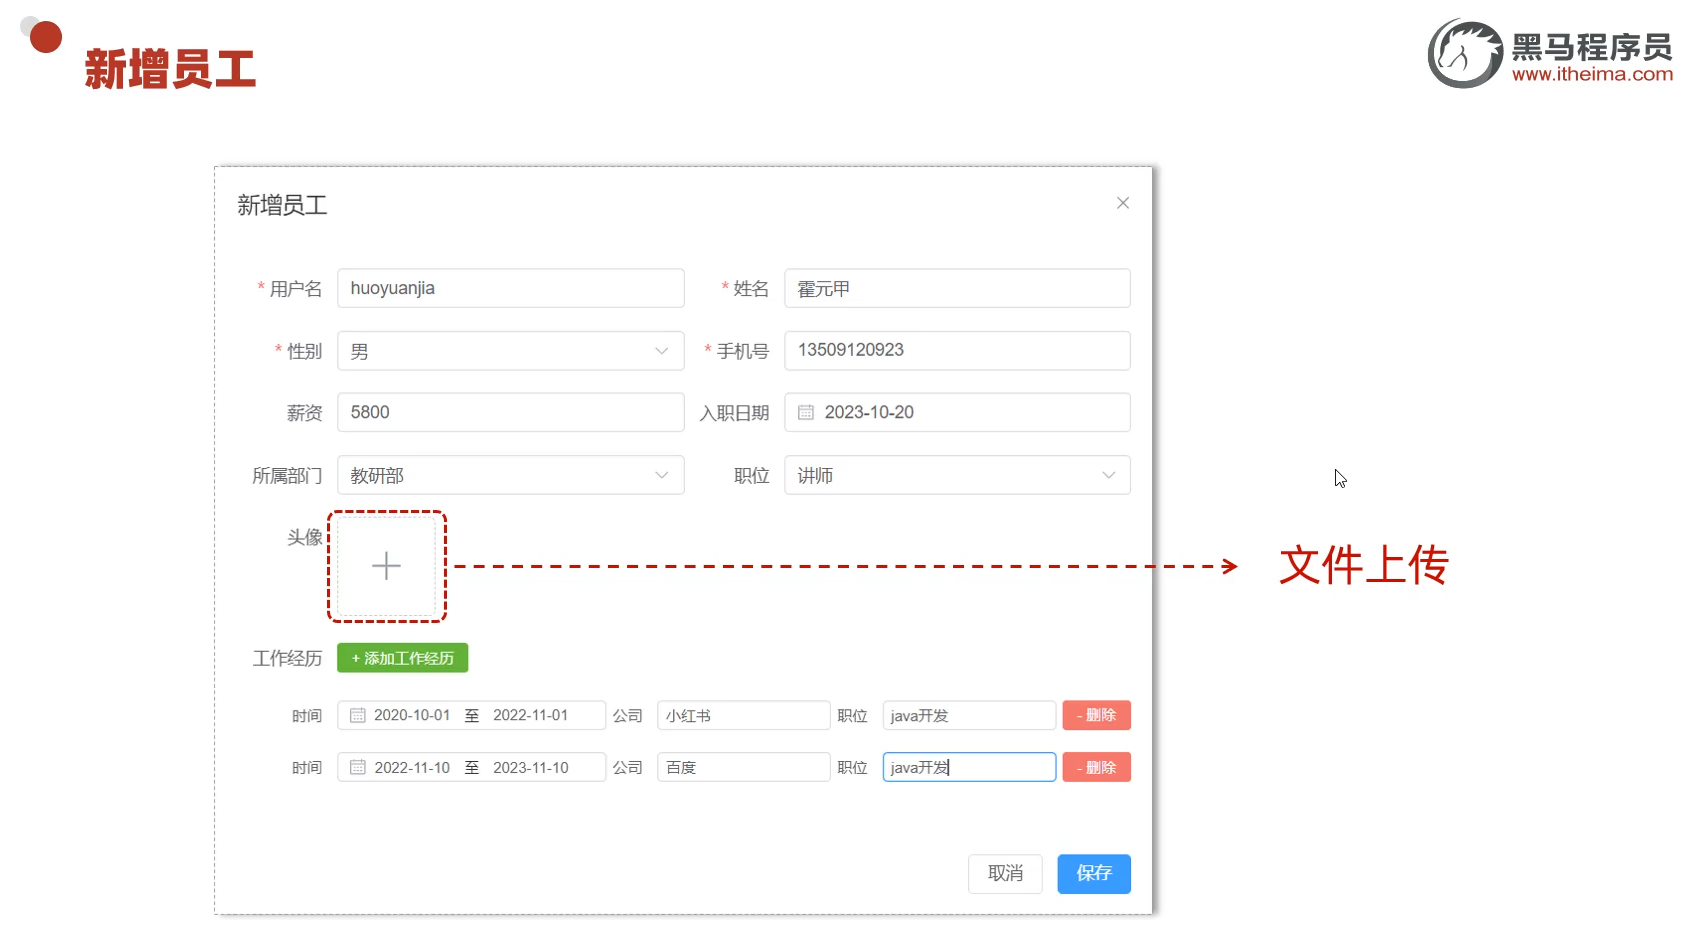 新增员工
黑马程序员
www.itheima.com
新增员工
* 用户名 huoyuanjia * 姓名 霍元甲
* 性别 男 * 手机号 13509120923
薪资 5800 入职日期 2023-10-20
所属部门 教研部 职位 讲师
头像
文件上传
工作经历 + 添加工作经历
时间 2020-10-01 至 2022-11-01 公司 小红书 职位 java开发 - 删除
时间 2022-11-10 至 2023-11-10 公司 百度 职位 java开发 - 删除
取消 保存